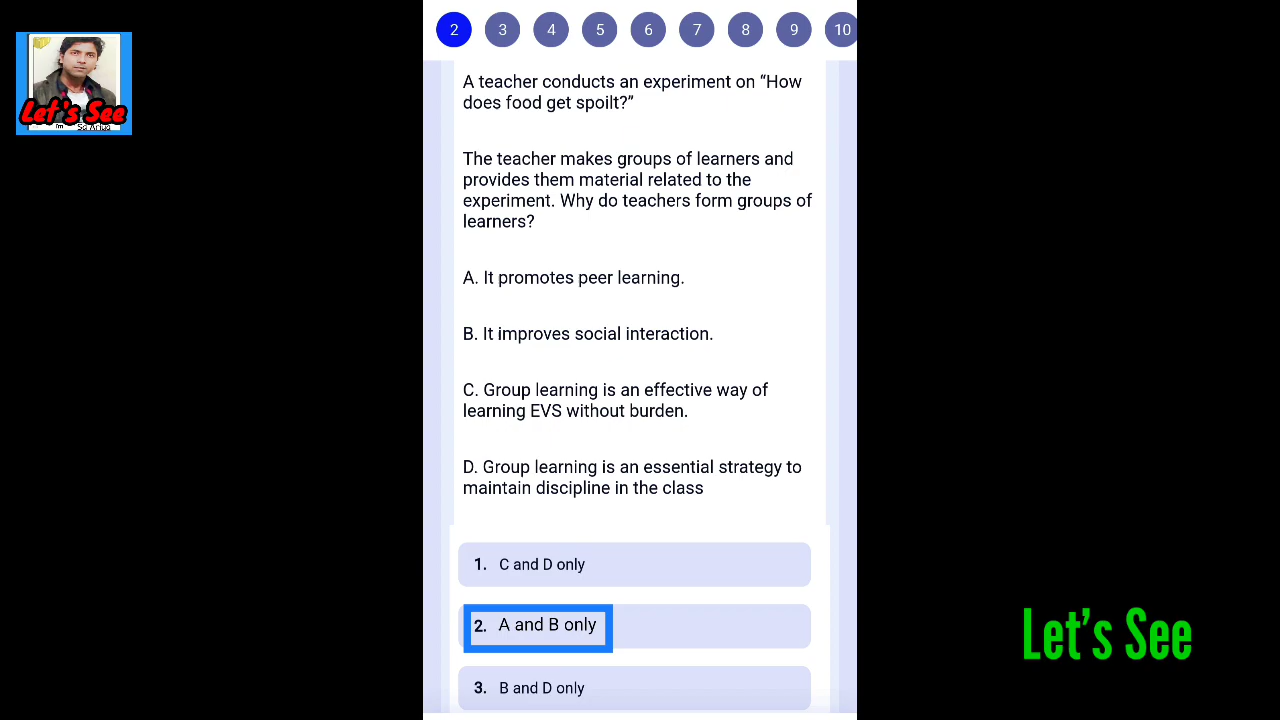 2 3 4 5 6 7 8 9 10
Let's See
I'm
A teacher conducts an experiment on “How
does food get spoilt?”
The teacher makes groups of learners and
provides them material related to the
experiment. Why do teachers form groups of
learners?
A. It promotes peer learning.
B. It improves social interaction.
C. Group learning is an effective way of
learning EVS without burden.
D. Group learning is an essential strategy to
maintain discipline in the class
1. C and D only
2. A and B only
3. B and D only
Let’s See